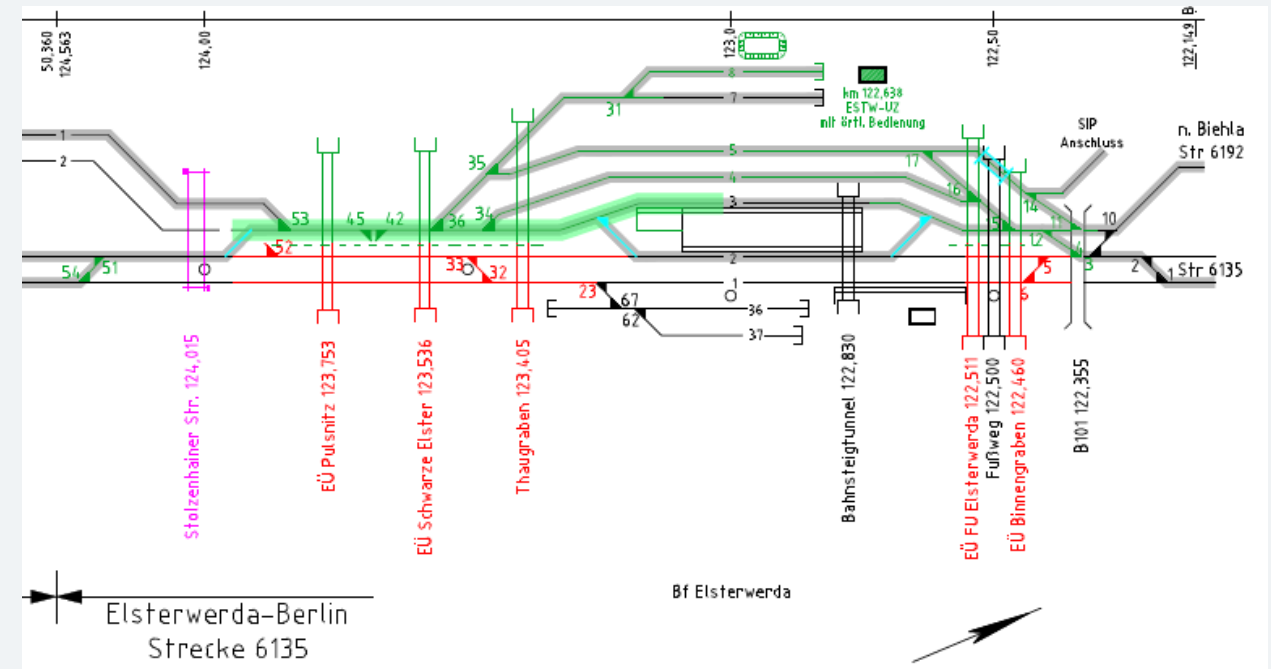 50,360
124,563
124,00
123,0
122,50
122,149 B.
8
7
31
km 122,638
ESTW-UZ
mit örtl. Bedienung
SIP
Anschluss
n. Biehla
Str 6192
1
2
35
5
17
4
16
14
53
45
42
36
34
3
15
12
11
10
52
33
32
2
5
4
3
2
1
Str 6135
54
51
23
67
62
1
36
37
6
Stolzenhainer Str. 124,015
EÜ Pulsnitz 123,753
EÜ Schwarze Elster 123,536
Thaugraben 123,405
Bahnsteigtunnel 122,830
EÜ FU Elsterwerda 122,511
Fußweg 122,500
EÜ Binnengraben 122,460
B101 122,355
Bf Elsterwerda
Elsterwerda-Berlin
Strecke 6135